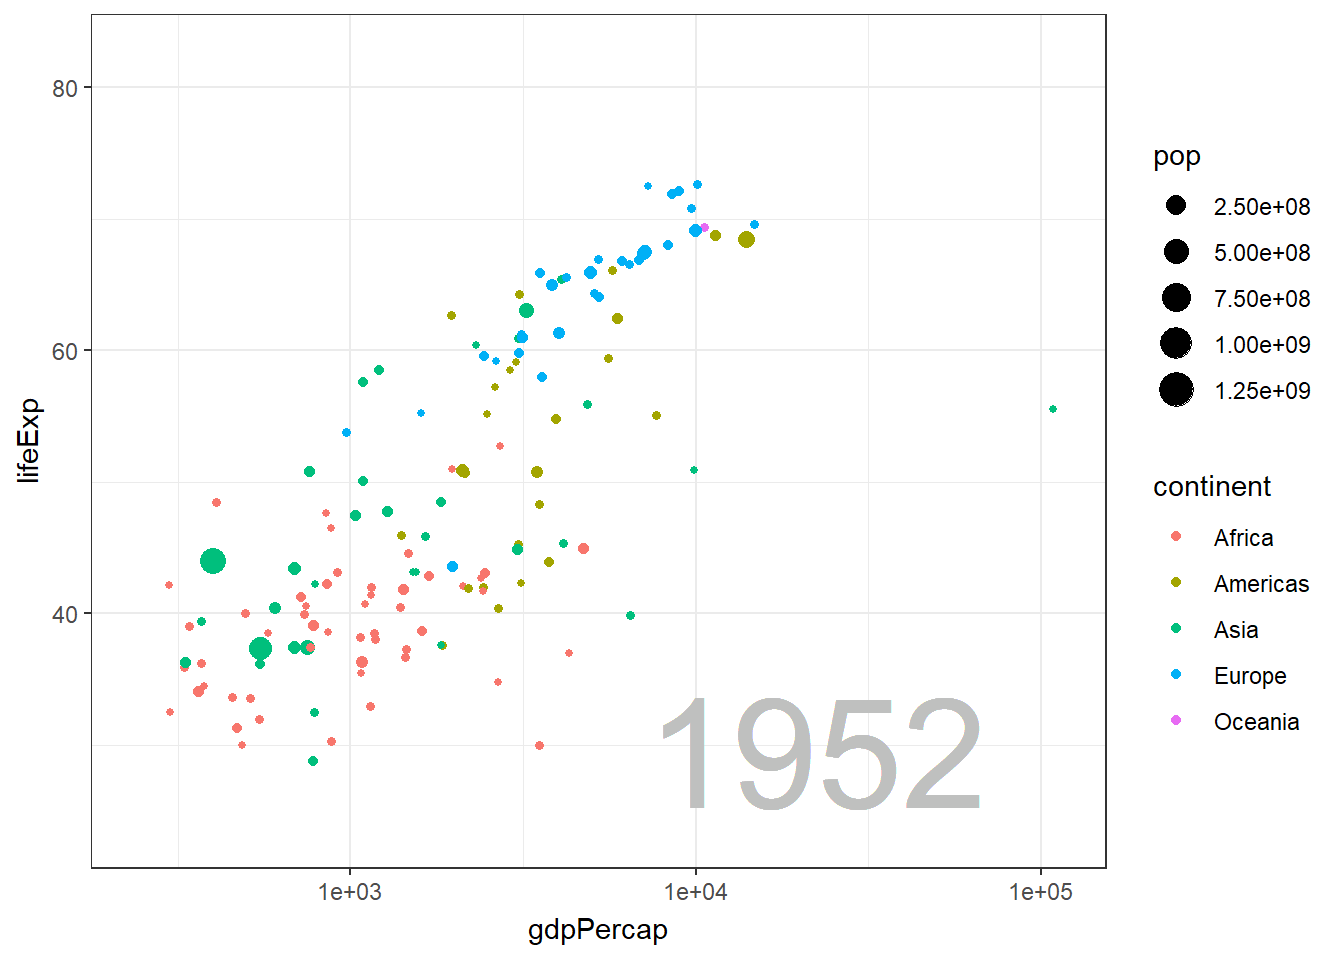 80
60
40
lifeExp
1952
1e+03
1e+04
1e+05
gdpPercap
pop
2.50e+08
5.00e+08
7.50e+08
1.00e+09
1.25e+09
continent
Africa
Americas
Asia
Europe
Oceania